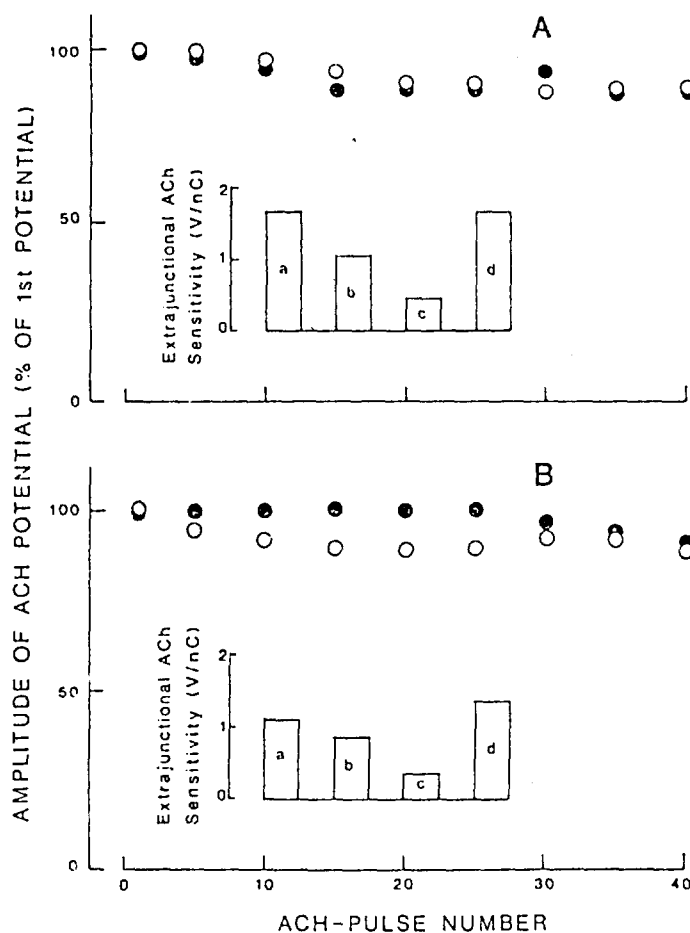 AMPLITUDE OF ACH POTENTIAL (% OF 1st POTENTIAL)
A
100
50
0
Extrajunctional ACh
Sensitivity (V/nC)
2
1
0
a
b
c
d
B
100
50
0
Extrajunctional ACh
Sensitivity (V/nC)
2
1
0
a
b
c
d
0 10 20 30 40
ACH-PULSE NUMBER